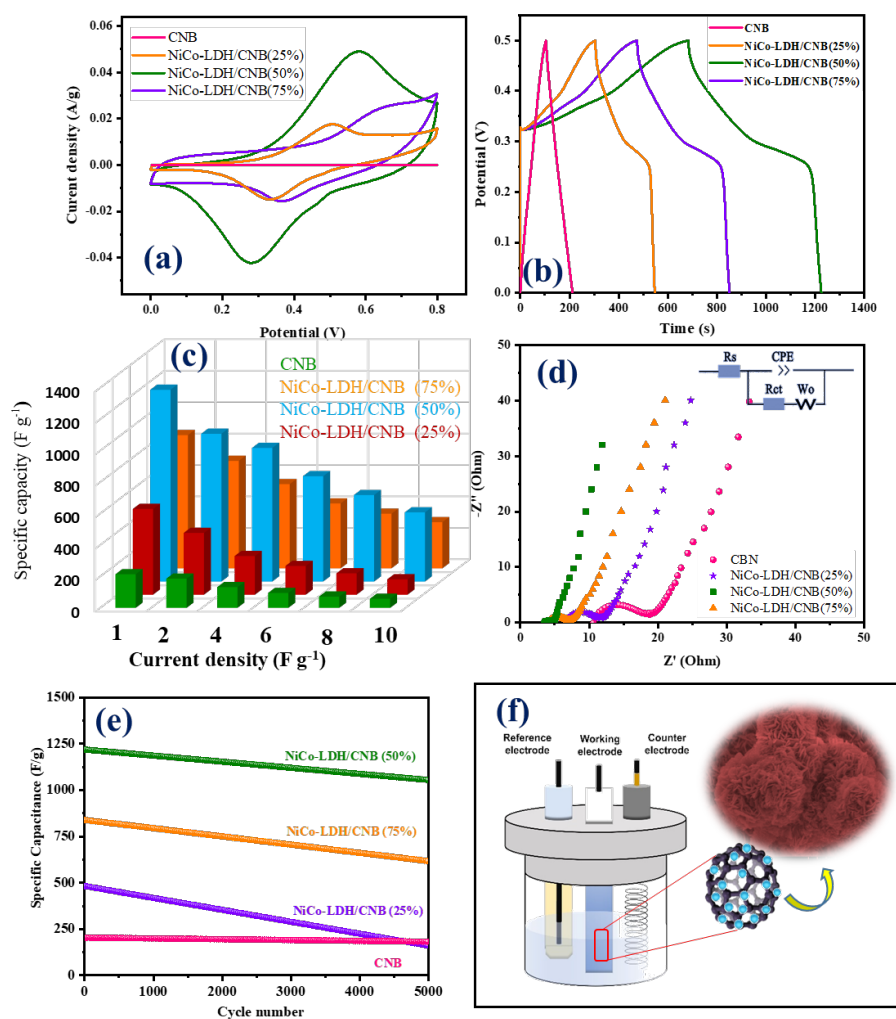 (a)
CNB
NiCo-LDH/CNB(25%)
NiCo-LDH/CNB(50%)
NiCo-LDH/CNB(75%)
0.06
0.04
0.02
0.00
-0.02
-0.04
0.0 0.2 0.4 0.6 0.8
Curent density (A/g)
Potential (V)
(b)
CNB
NiCo-LDH/CNB(25%)
NiCo-LDH/CNB(50%)
NiCo-LDH/CNB(75%)
0.5
0.4
0.3
0.2
0.1
0.0
0 200 400 600 800 1000 1200 1400
Potential (V)
Time (s)
(c)
CNB
NiCo-LDH/CNB (75%)
NiCo-LDH/CNB (50%)
NiCo-LDH/CNB (25%)
1400
1200
1000
800
600
400
200
0
1 2 4 6 8 10
Specific capacity (F g-1)
Current density (F g-1)
(d)
Rs CPE
Rct Wo
50
40
30
20
10
0
0 10 20 30 40 50
-Z" (Ohm)
Z' (Ohm)
CBN
NiCo-LDH/CNB(25%)
NiCo-LDH/CNB(50%)
NiCo-LDH/CNB(75%)
(e)
1500
1250
1000
750
500
250
0
0 1000 2000 3000 4000 5000
Specific Capacitance (F/g)
Cycle number
NiCo-LDH/CNB (50%)
NiCo-LDH/CNB (75%)
NiCo-LDH/CNB (25%)
CNB
(f)
Reference
electrode
Working
electrode
Counter
electrode